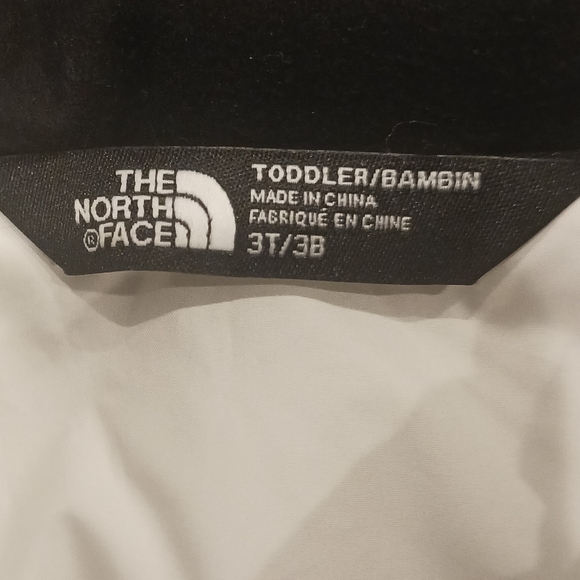 THE
NORTH
®FACE
TODDLER/BAMBIN
MADE IN CHINA
FABRIQUÉ EN CHINE
3T/3B